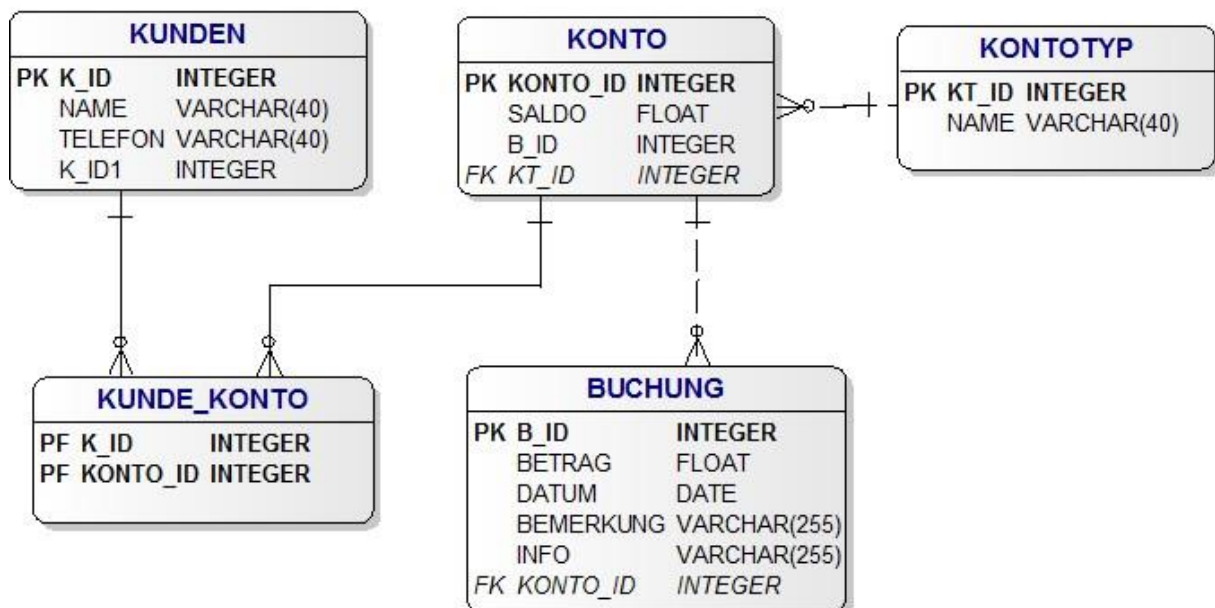 KUNDEN
PK K_ID INTEGER
NAME VARCHAR(40)
TELEFON VARCHAR(40)
K_ID1 INTEGER
KONTO
PK KONTO_ID INTEGER
SALDO FLOAT
B_ID INTEGER
FK KT_ID INTEGER
KONTOTYP
PK KT_ID INTEGER
NAME VARCHAR(40)
KUNDE_KONTO
PF K_ID INTEGER
PF KONTO_ID INTEGER
BUCHUNG
PK B_ID INTEGER
BETRAG FLOAT
DATUM DATE
BEMERKUNG VARCHAR(255)
INFO VARCHAR(255)
FK KONTO_ID INTEGER